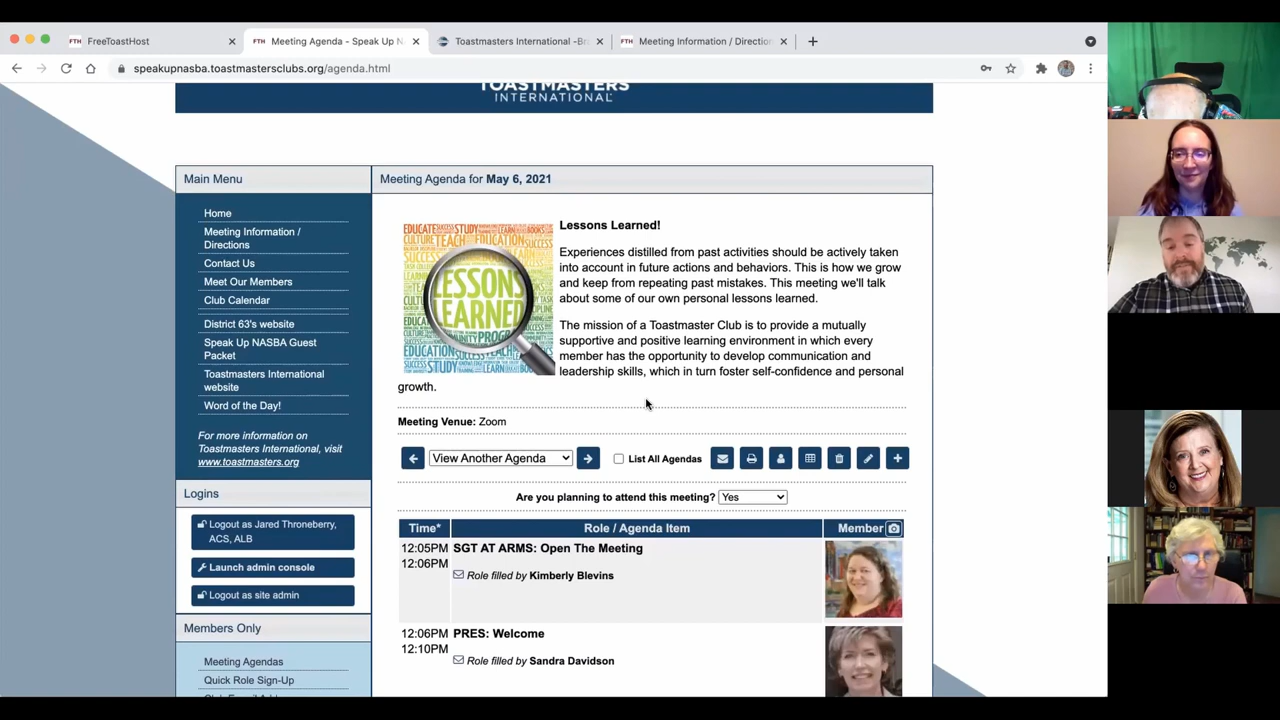 FTH FreeToastHost
FTH Meeting Agenda - Speak Up N
Toastmasters International -Br
FTH Meeting Information / Direction
speakupnasba.toastmastersclubs.org/agenda.html
TOASTMASTERS
INTERNATIONAL
Main Menu
Home
Meeting Information /
Directions
Contact Us
Meet Our Members
Club Calendar
District 63's website
Speak Up NASBA Guest
Packet
Toastmasters International
website
Word of the Day!
For more information on
Toastmasters International, visit
www.toastmasters.org
Logins
Logout as Jared Throneberry,
ACS, ALB
Launch admin console
Logout as site admin
Members Only
Meeting Agendas
Quick Role Sign-Up
Meeting Agenda for May 6, 2021
LESSONS
LEARNED
Lessons Learned!
Experiences distilled from past activities should be actively taken
into account in future actions and behaviors. This is how we grow
and keep from repeating past mistakes. This meeting we'll talk
about some of our own personal lessons learned.
The mission of a Toastmaster Club is to provide a mutually
supportive and positive learning environment in which every
member has the opportunity to develop communication and
leadership skills, which in turn foster self-confidence and personal
growth.
Meeting Venue: Zoom
View Another Agenda
List All Agendas
Are you planning to attend this meeting? Yes
Time* Role / Agenda Item Member
12:05PM SGT AT ARMS: Open The Meeting
12:06PM
Role filled by Kimberly Blevins
12:06PM PRES: Welcome
12:10PM
Role filled by Sandra Davidson